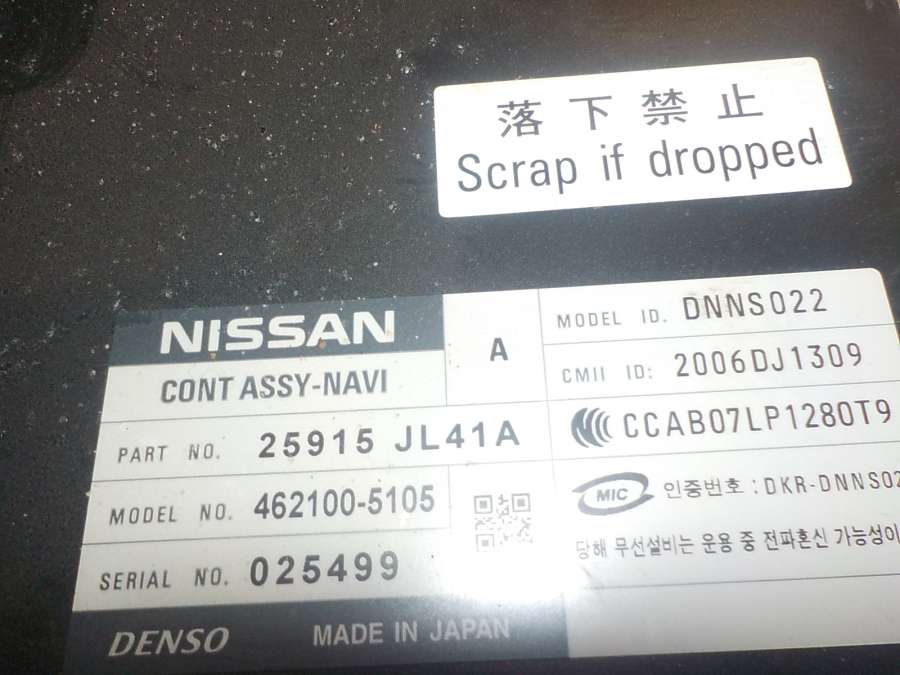 落下禁止
Scrap if dropped
NISSAN
CONT ASSY-NAVI
A
PART NO. 25915 JL41A
MODEL NO. 462100-5105
SERIAL NO. 025499
DENSO MADE IN JAPAN
MODEL ID. DNNS022
CMII ID: 2006DJ1309
CCAB07LP1280T9
MIC 인증번호 : DKR-DNNS02
당해 무선설비는 운용 중 전파혼신 가능성이